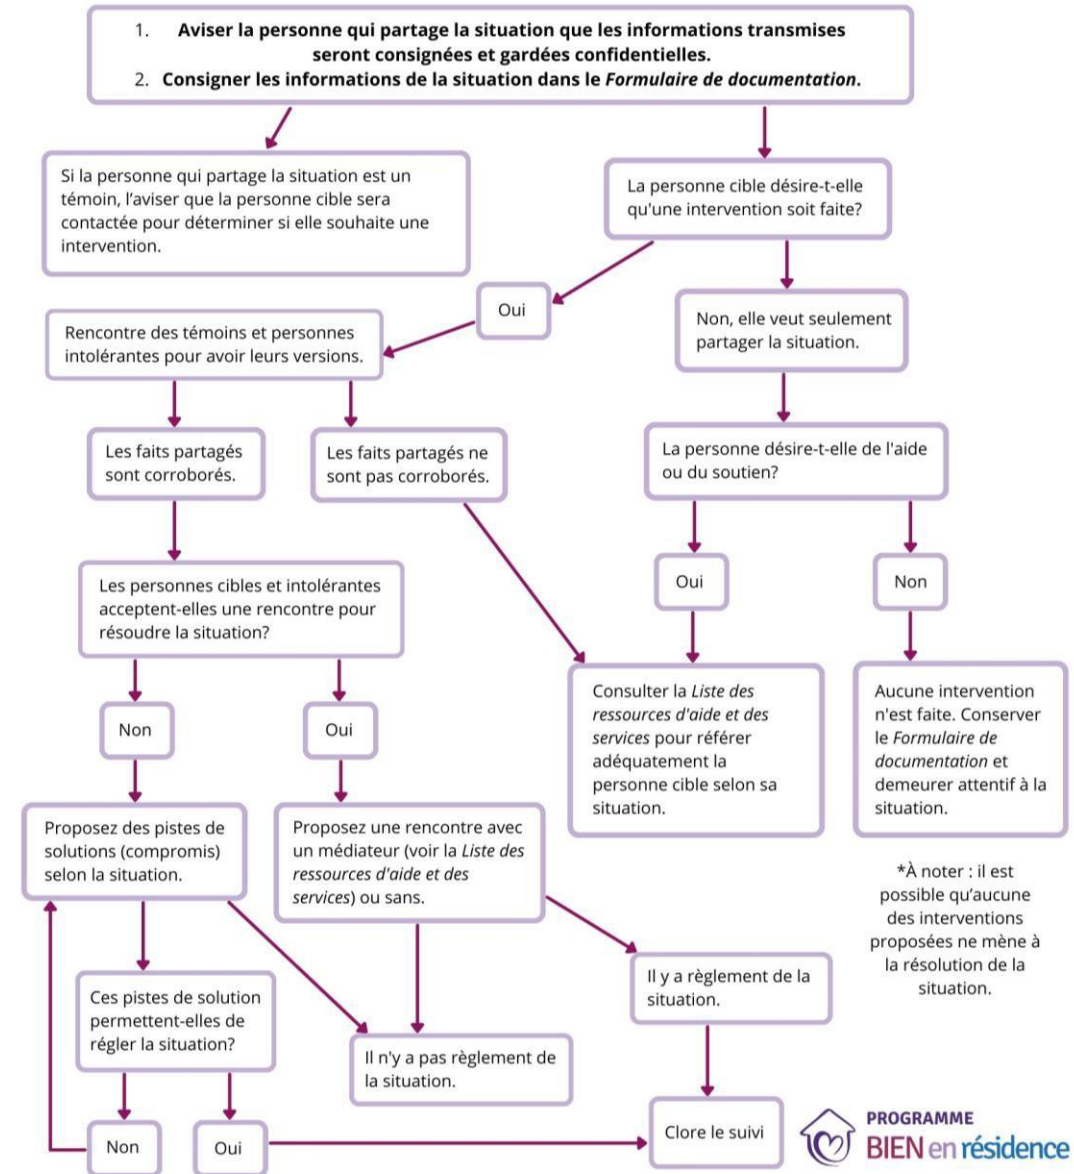 1. Aviser la personne qui partage la situation que les informations transmises
seront consignées et gardées confidentielles.
2. Consigner les informations de la situation dans le Formulaire de documentation.
Si la personne qui partage la situation est un
témoin, l'aviser que la personne cible sera
contactée pour déterminer si elle souhaite une
intervention.
La personne cible désire-t-elle
qu'une intervention soit faite?
Oui
Non, elle veut seulement
partager la situation.
Rencontre des témoins et personnes
intolérantes pour avoir leurs versions.
Les faits partagés
sont corroborés.
Les faits partagés ne
sont pas corroborés.
La personne désire-t-elle de l'aide
ou du soutien?
Oui
Non
Les personnes cibles et intolérantes
acceptent-elles une rencontre pour
résoudre la situation?
Non
Oui
Consulter la Liste des
ressources d'aide et des
services pour référer
adéquatement la
personne cible selon sa
situation.
Aucune intervention
n'est faite. Conserver
le Formulaire de
documentation et
demeurer attentif à la
situation.
Proposez des pistes de
solutions (compromis)
selon la situation.
Proposez une rencontre avec
un médiateur (voir la Liste des
ressources d'aide et des
services) ou sans.
*À noter : il est
possible qu'aucune
des interventions
proposées ne mène à
la résolution de la
situation.
Il y a règlement de la
situation.
Ces pistes de solution
permettent-elles de
régler la situation?
Il n'y a pas règlement de
la situation.
Non
Oui
Clore le suivi
PROGRAMME
BIEN en résidence